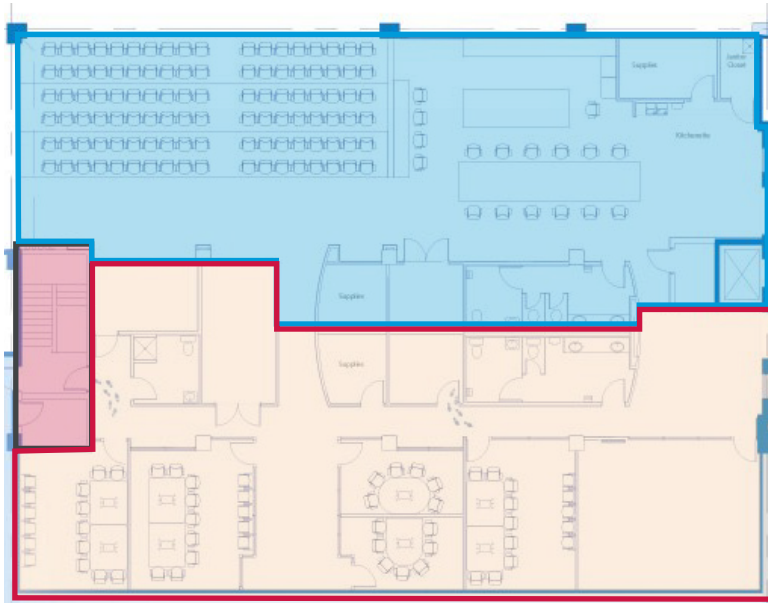 Supplies
Janitor
Closet
Kitchenette
Supplies
Supplies